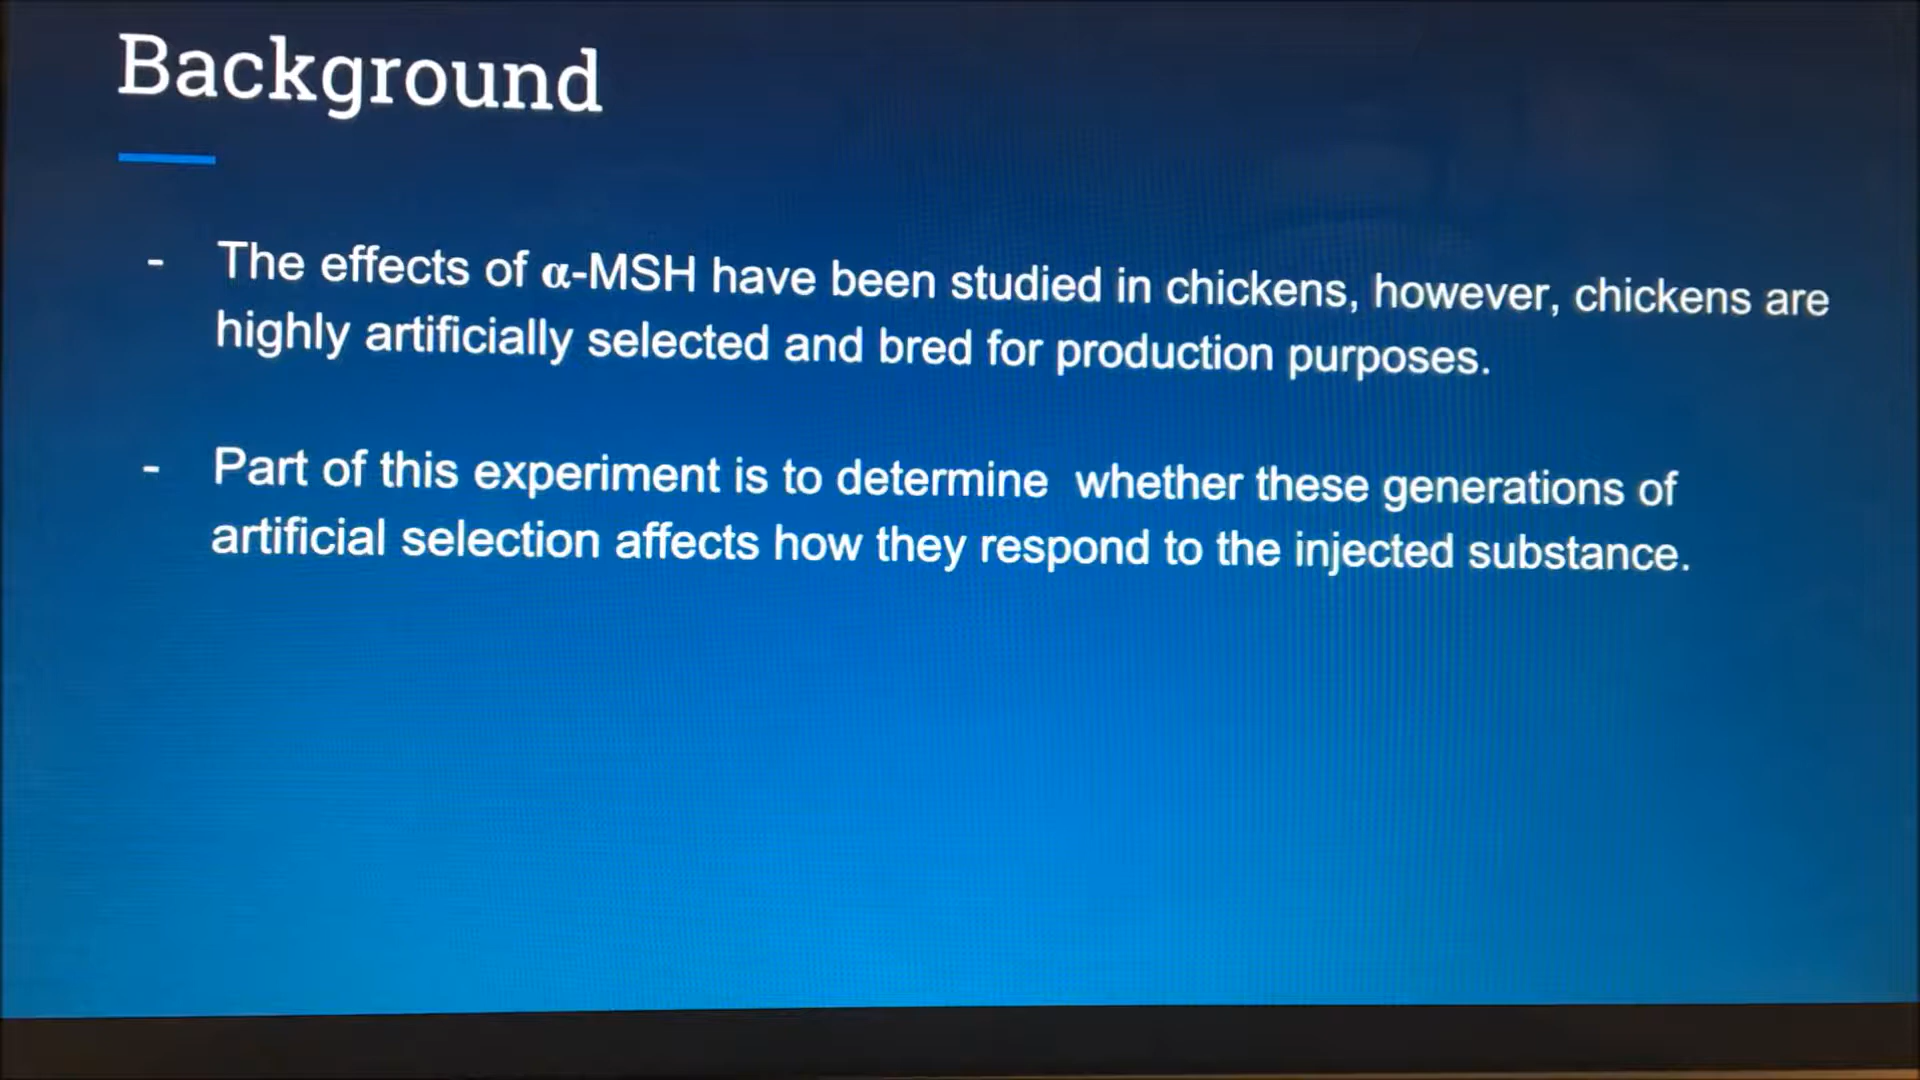 Background
- The effects of α-MSH have been studied in chickens, however, chickens are
highly artificially selected and bred for production purposes.
- Part of this experiment is to determine  whether these generations of
artificial selection affects how they respond to the injected substance.